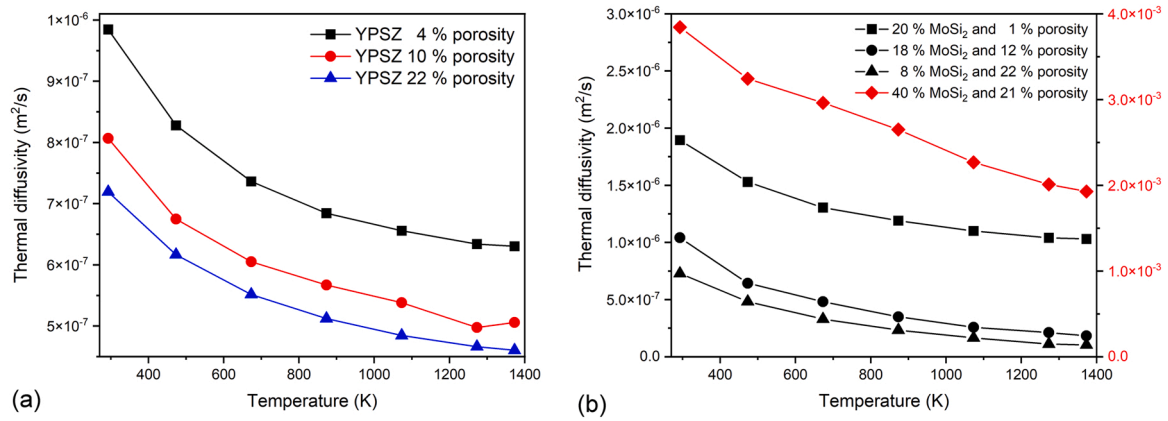 1×10⁻⁶
9×10⁻⁷
8×10⁻⁷
7×10⁻⁷
6×10⁻⁷
5×10⁻⁷
Thermal diffusivity (m²/s)
YPSZ 4 % porosity
YPSZ 10 % porosity
YPSZ 22 % porosity
400 600 800 1000 1200 1400
Temperature (K)
(a)
3.0×10⁻⁶
2.5×10⁻⁶
2.0×10⁻⁶
1.5×10⁻⁶
1.0×10⁻⁶
5.0×10⁻⁷
0.0
Thermal diffusivity (m²/s)
20 % MoSi₂ and 1 % porosity
18 % MoSi₂ and 12 % porosity
8 % MoSi₂ and 22 % porosity
40 % MoSi₂ and 21 % porosity
4.0×10⁻³
3.0×10⁻³
2.0×10⁻³
1.0×10⁻³
0.0
400 600 800 1000 1200 1400
Temperature (K)
(b)